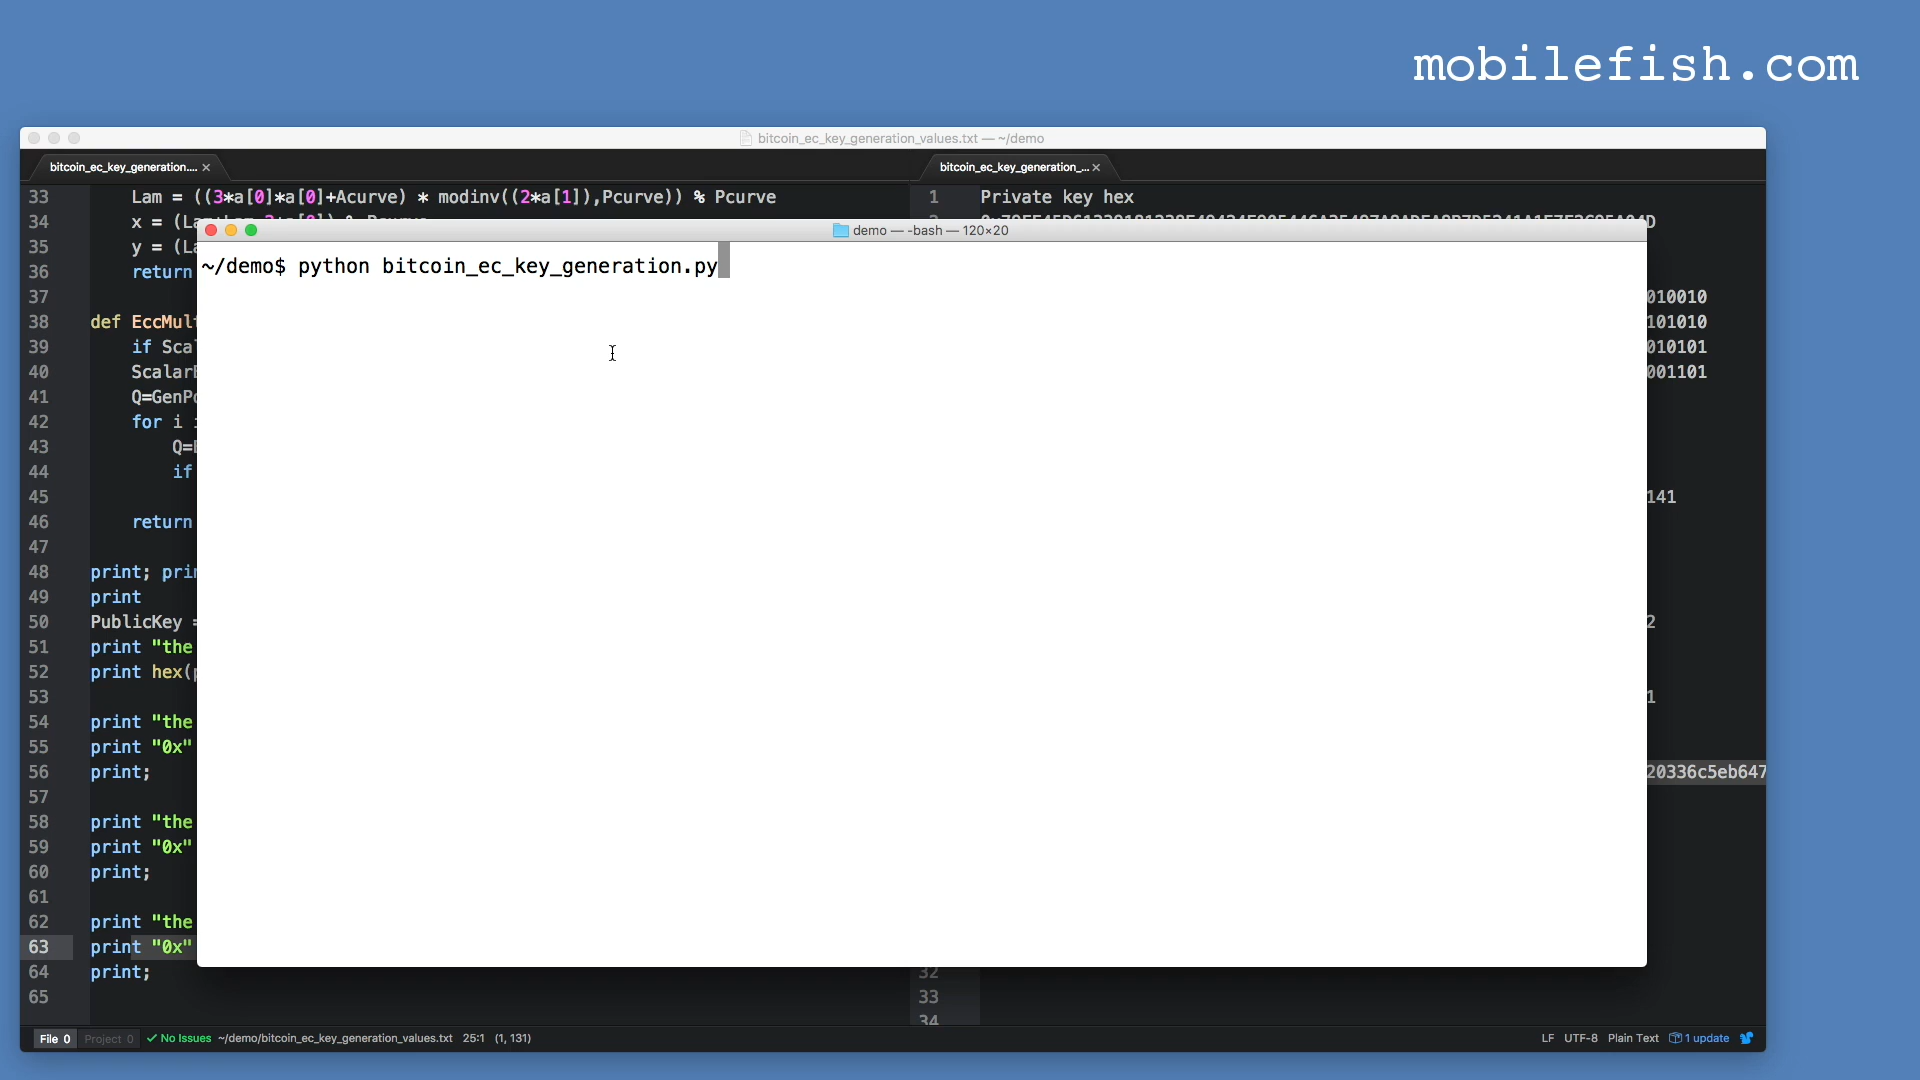 mobilefish.com
bitcoin_ec_key_generation_values.txt — ~/demo
bitcoin_ec_key_generation....
bitcoin_ec_key_generation_...
33 Lam = ((3*a[0]*a[0]+Acurve) * modinv((2*a[1]),Pcurve)) % Pcurve
1 Private key hex
34 x = (
demo — -bash — 120×20
~/demo$ python bitcoin_ec_key_generation.py
35 y = (La
36 return
37
010010
38 def EccMult
101010
39 if Sca
010101
40 Scalar
001101
41 Q=GenP
42 for i
43 Q=
44 if
45
141
46 return
47
48 print; prin
49 print
50 PublicKey =
2
51 print "the
52 print hex(
53
1
54 print "the
55 print "0x"
56 print;
20336c5eb647
57
58 print "the
59 print "0x"
60 print;
61
62 print "the
63 print "0x"
64 print;
32
65
33
34
File 0 Project 0 No Issues ~/demo/bitcoin_ec_key_generation_values.txt 25:1 (1, 131)
LF UTF-8 Plain Text 1 update